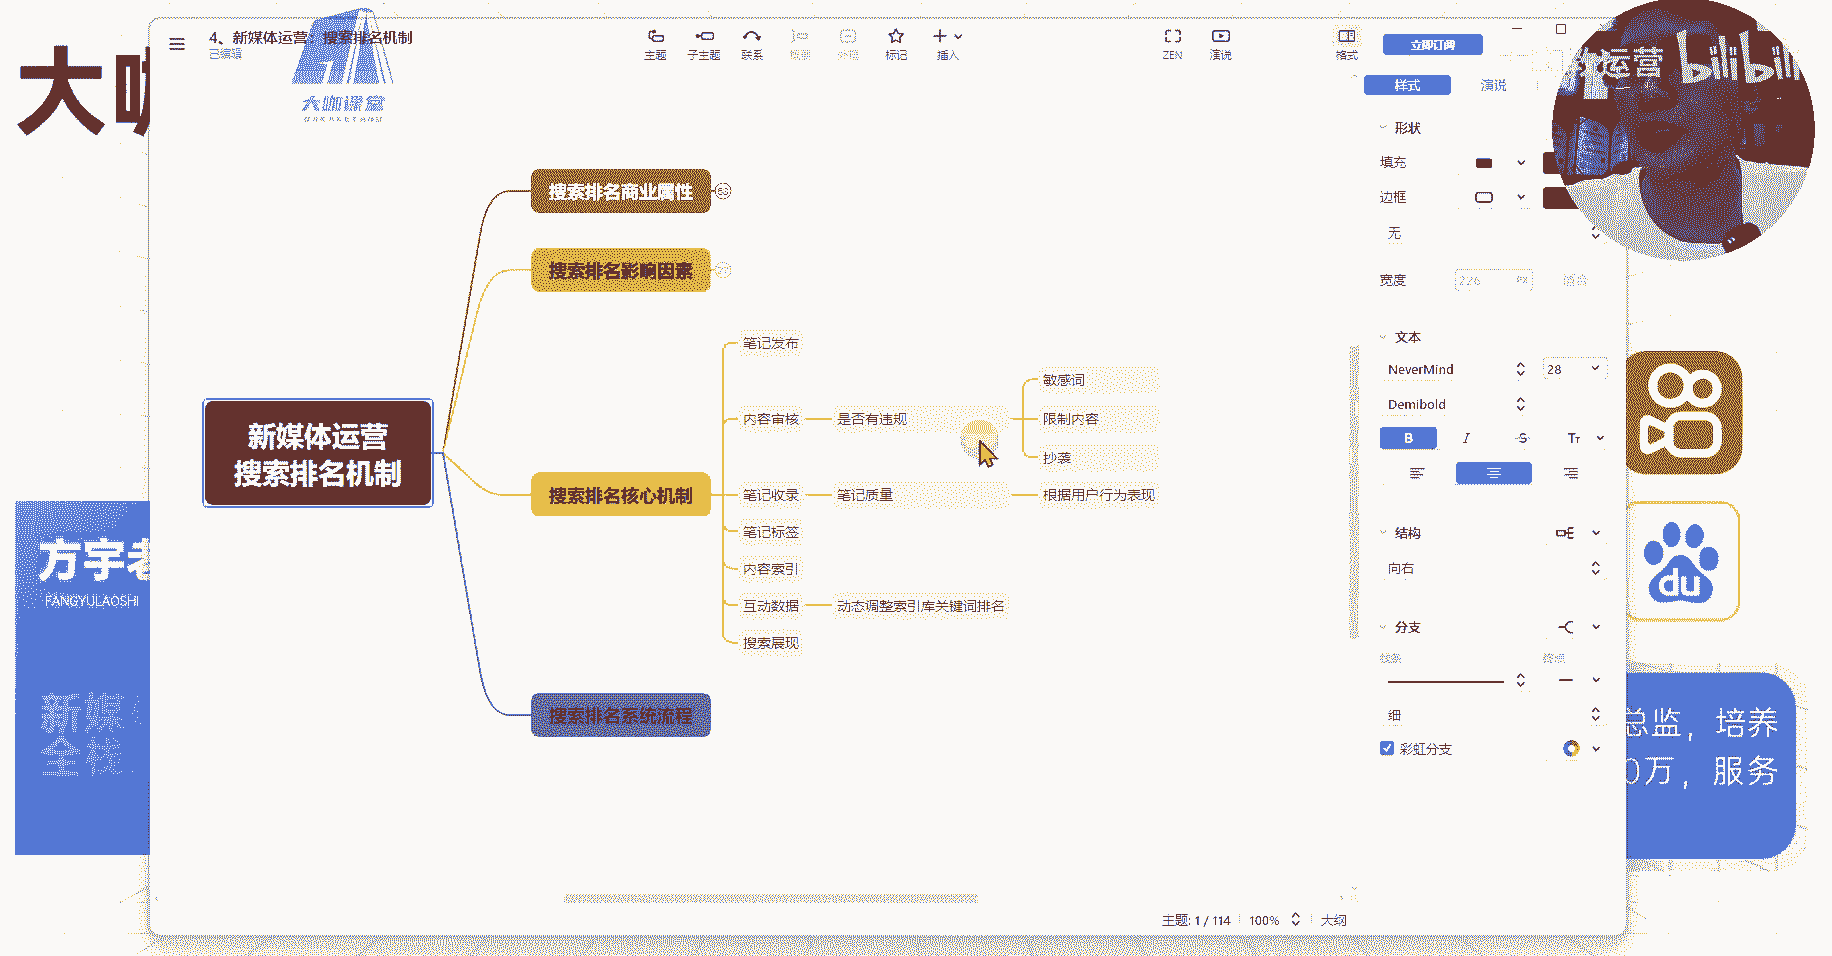 4、新媒体运营：搜索排名机制
已编辑
主题
子主题
联系
概要
外框
标记
插入
ZEN
演说
格式
立即订阅
大咖课堂
大
方宇老
FANGYULAOSHI
新媒
全栈
新媒体运营
搜索排名机制
搜索排名商业属性
搜索排名影响因素
搜索排名核心机制
笔记发布
内容审核
是否有违规
敏感词
限制内容
抄袭
笔记收录
笔记质量
根据用户行为表现
笔记标签
内容索引
互动数据
动态调整索引库关键词排名
搜索展现
搜索排名系统流程
样式
演说
形状
填充
边框
无
宽度
226
px
文本
NeverMind
28
Demibold
B
I
S
TT
结构
向右
分支
线条
细
彩虹分支
运营
bilibili
du
总监，培养
0万，服务
主题: 1 / 114
100%
大纲